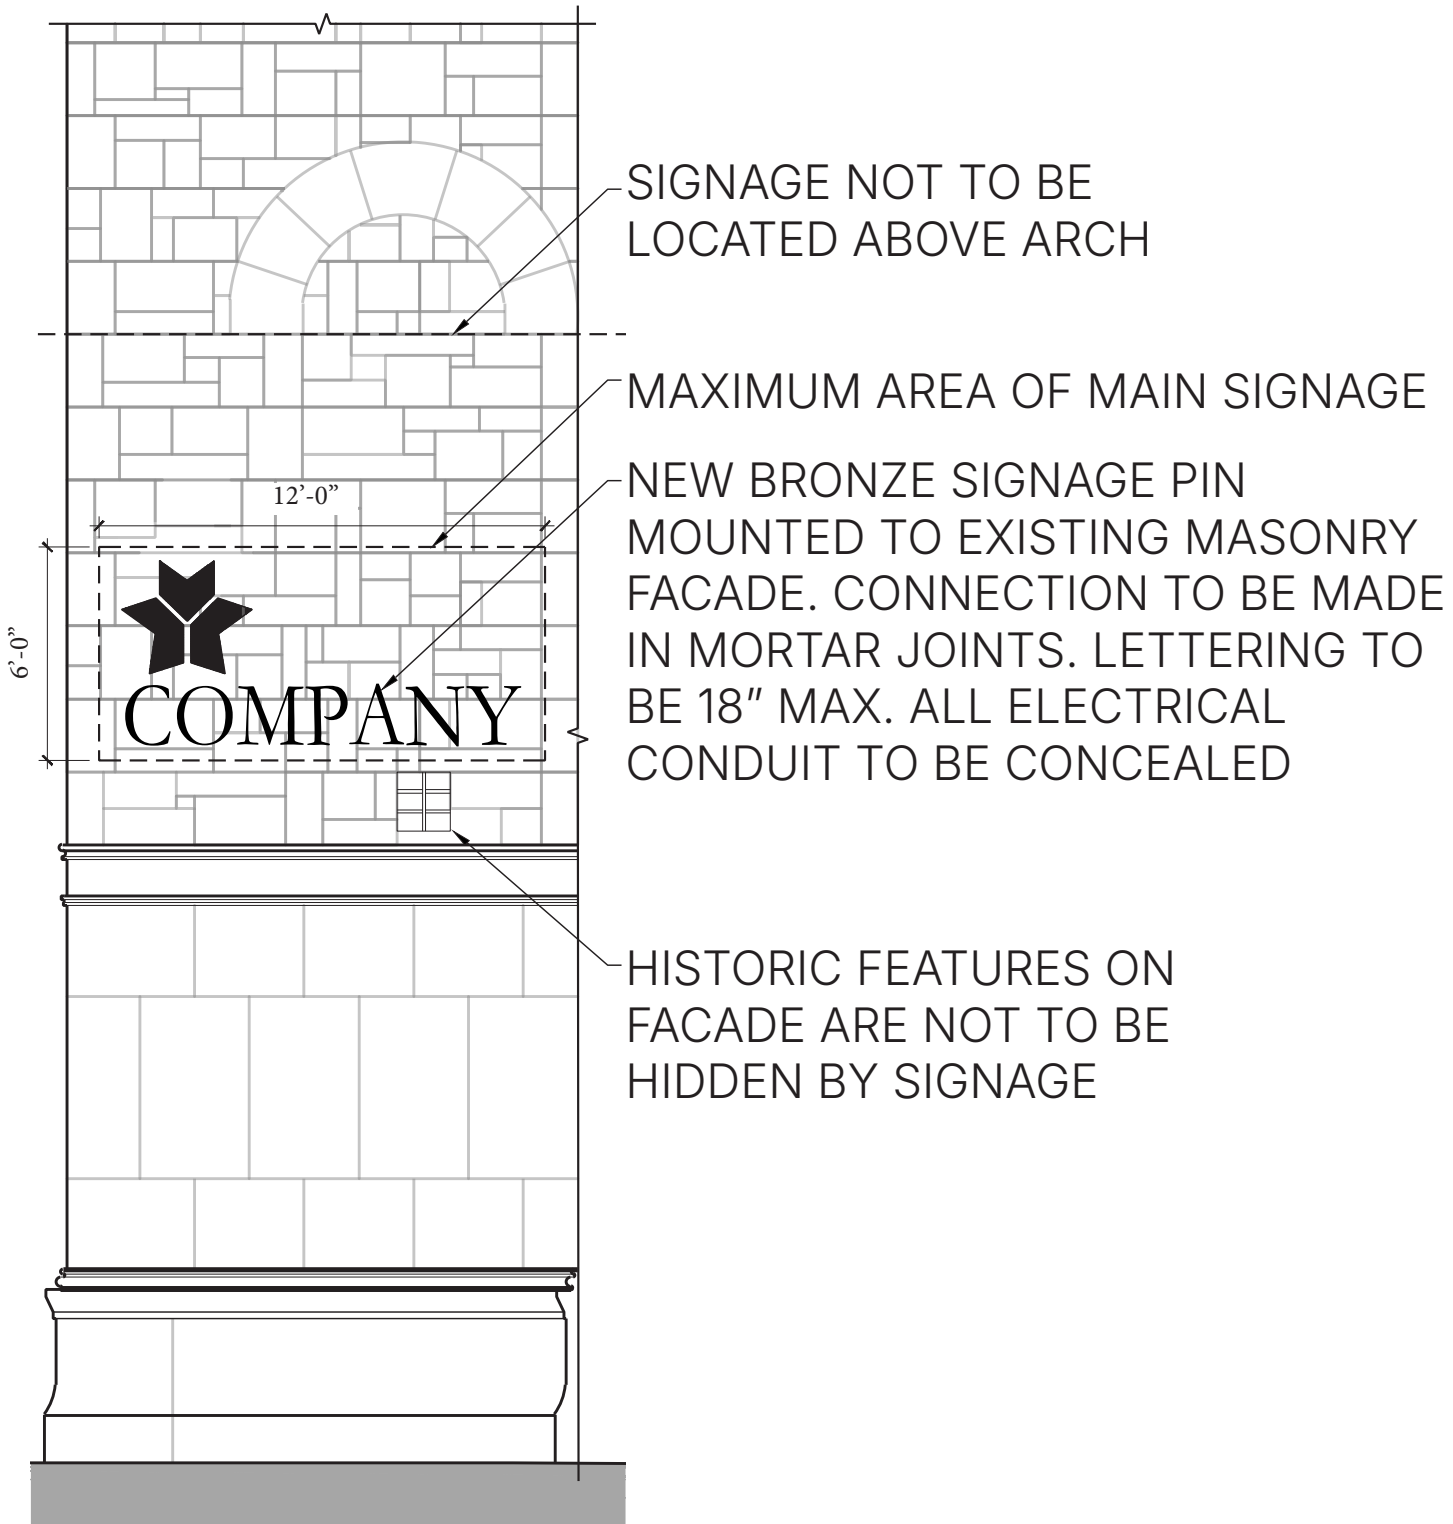 SIGNAGE NOT TO BE
LOCATED ABOVE ARCH
MAXIMUM AREA OF MAIN SIGNAGE
NEW BRONZE SIGNAGE PIN
MOUNTED TO EXISTING MASONRY
FACADE. CONNECTION TO BE MADE
IN MORTAR JOINTS. LETTERING TO
BE 18" MAX. ALL ELECTRICAL
CONDUIT TO BE CONCEALED
12’-0”
6’-0”
COMPANY
HISTORIC FEATURES ON
FACADE ARE NOT TO BE
HIDDEN BY SIGNAGE